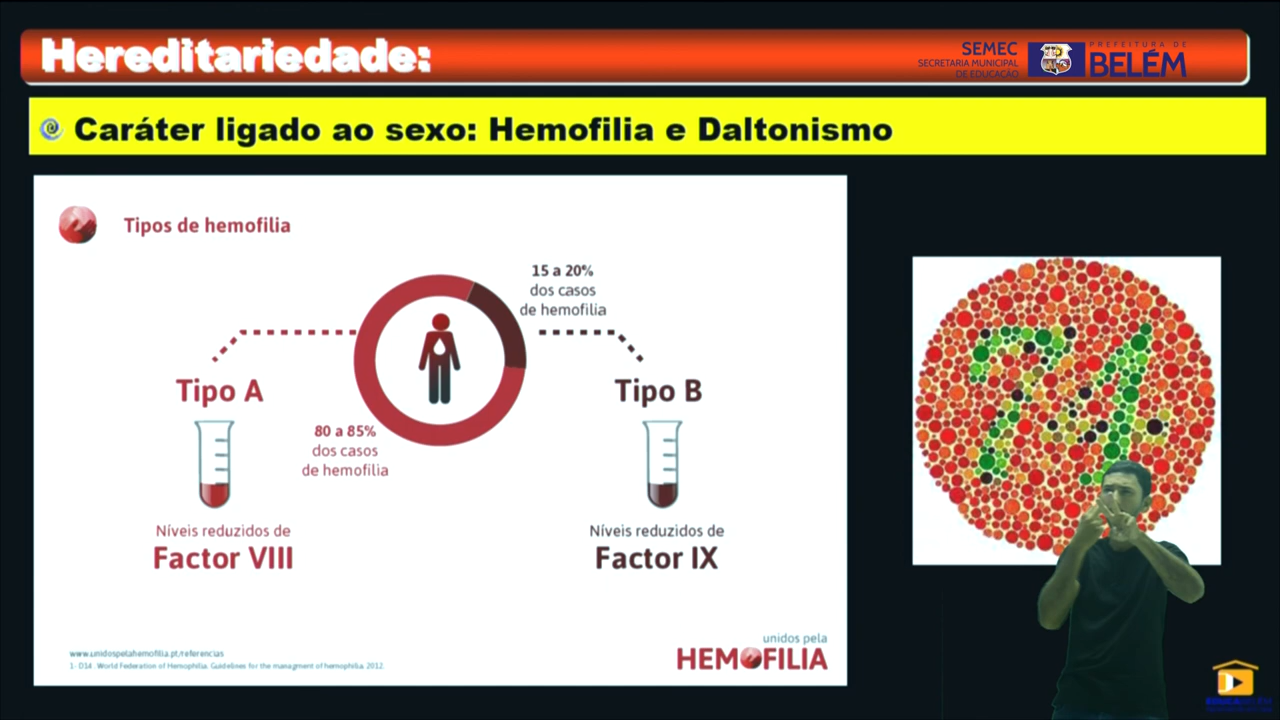 Hereditariedade:
SEMEC
SECRETARIA MUNICIPAL
DE EDUCAÇÃO
PREFEITURA DE
BELÉM
Caráter ligado ao sexo: Hemofilia e Daltonismo
Tipos de hemofilia
15 a 20%
dos casos
de hemofilia
Tipo A
Tipo B
80 a 85%
dos casos
de hemofilia
Níveis reduzidos de
Factor VIII
Níveis reduzidos de
Factor IX
74
www.unidospelahemofilia.pt/referencias
1 - D14 . World Federation of Hemophilia. Guidelines for the managment of hemophilia. 2012.
unidos pela
HEMOFILIA